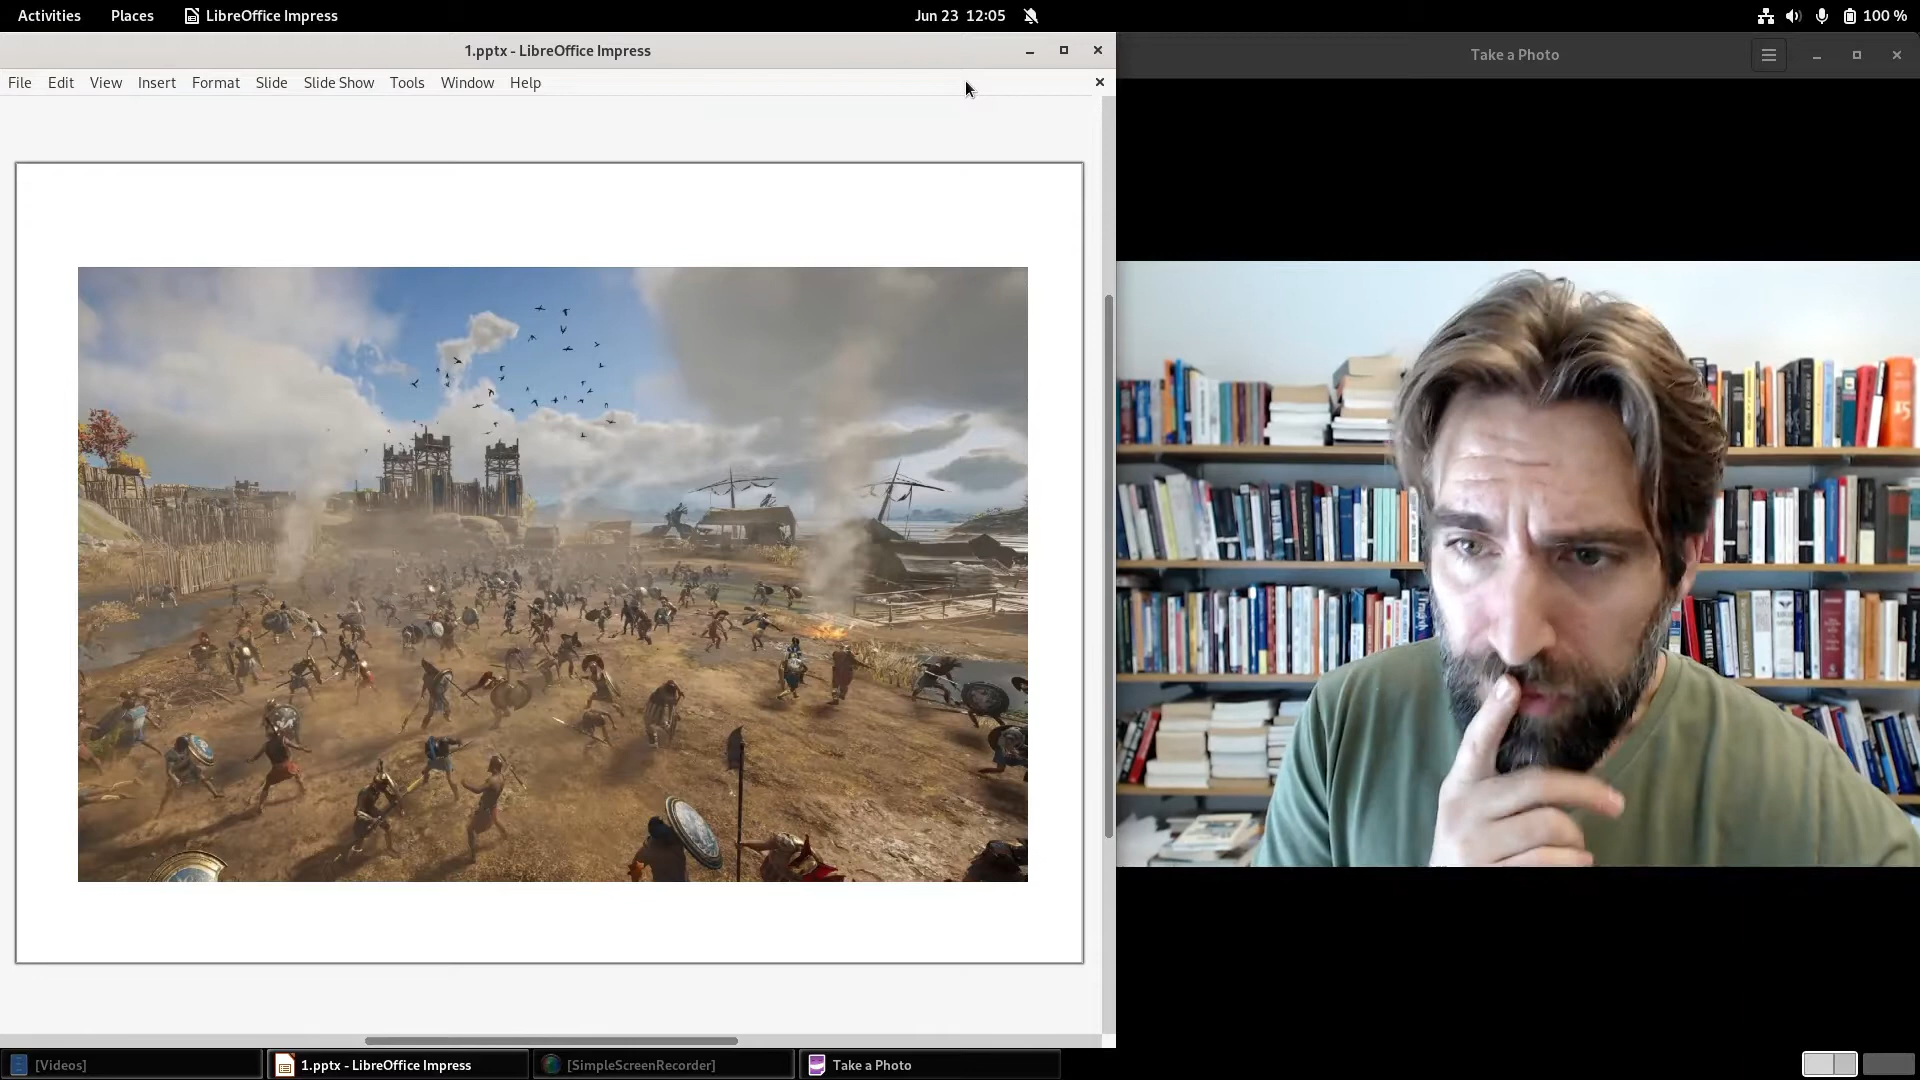 Activities Places LibreOffice Impress Jun 23 12:05 100 %
1.pptx - LibreOffice Impress
Take a Photo
File Edit View Insert Format Slide Slide Show Tools Window Help
15
[Videos] 1.pptx - LibreOffice Impress [SimpleScreenRecorder] Take a Photo